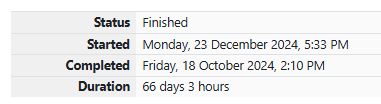 Status Finished
Started Monday, 23 December 2024, 5:33 PM
Completed Friday, 18 October 2024, 2:10 PM
Duration 66 days 3 hours